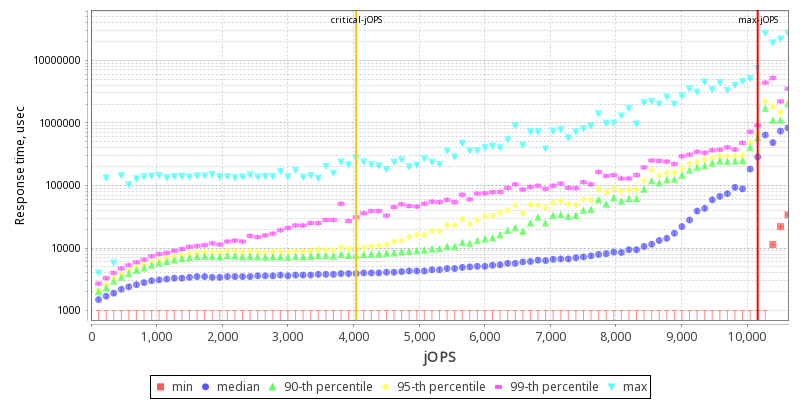 critical-jOPS max-jOPS
Response time, usec
10000000
1000000
100000
10000
1000
0 1,000 2,000 3,000 4,000 5,000 6,000 7,000 8,000 9,000 10,000
jOPS
min median 90-th percentile 95-th percentile 99-th percentile max